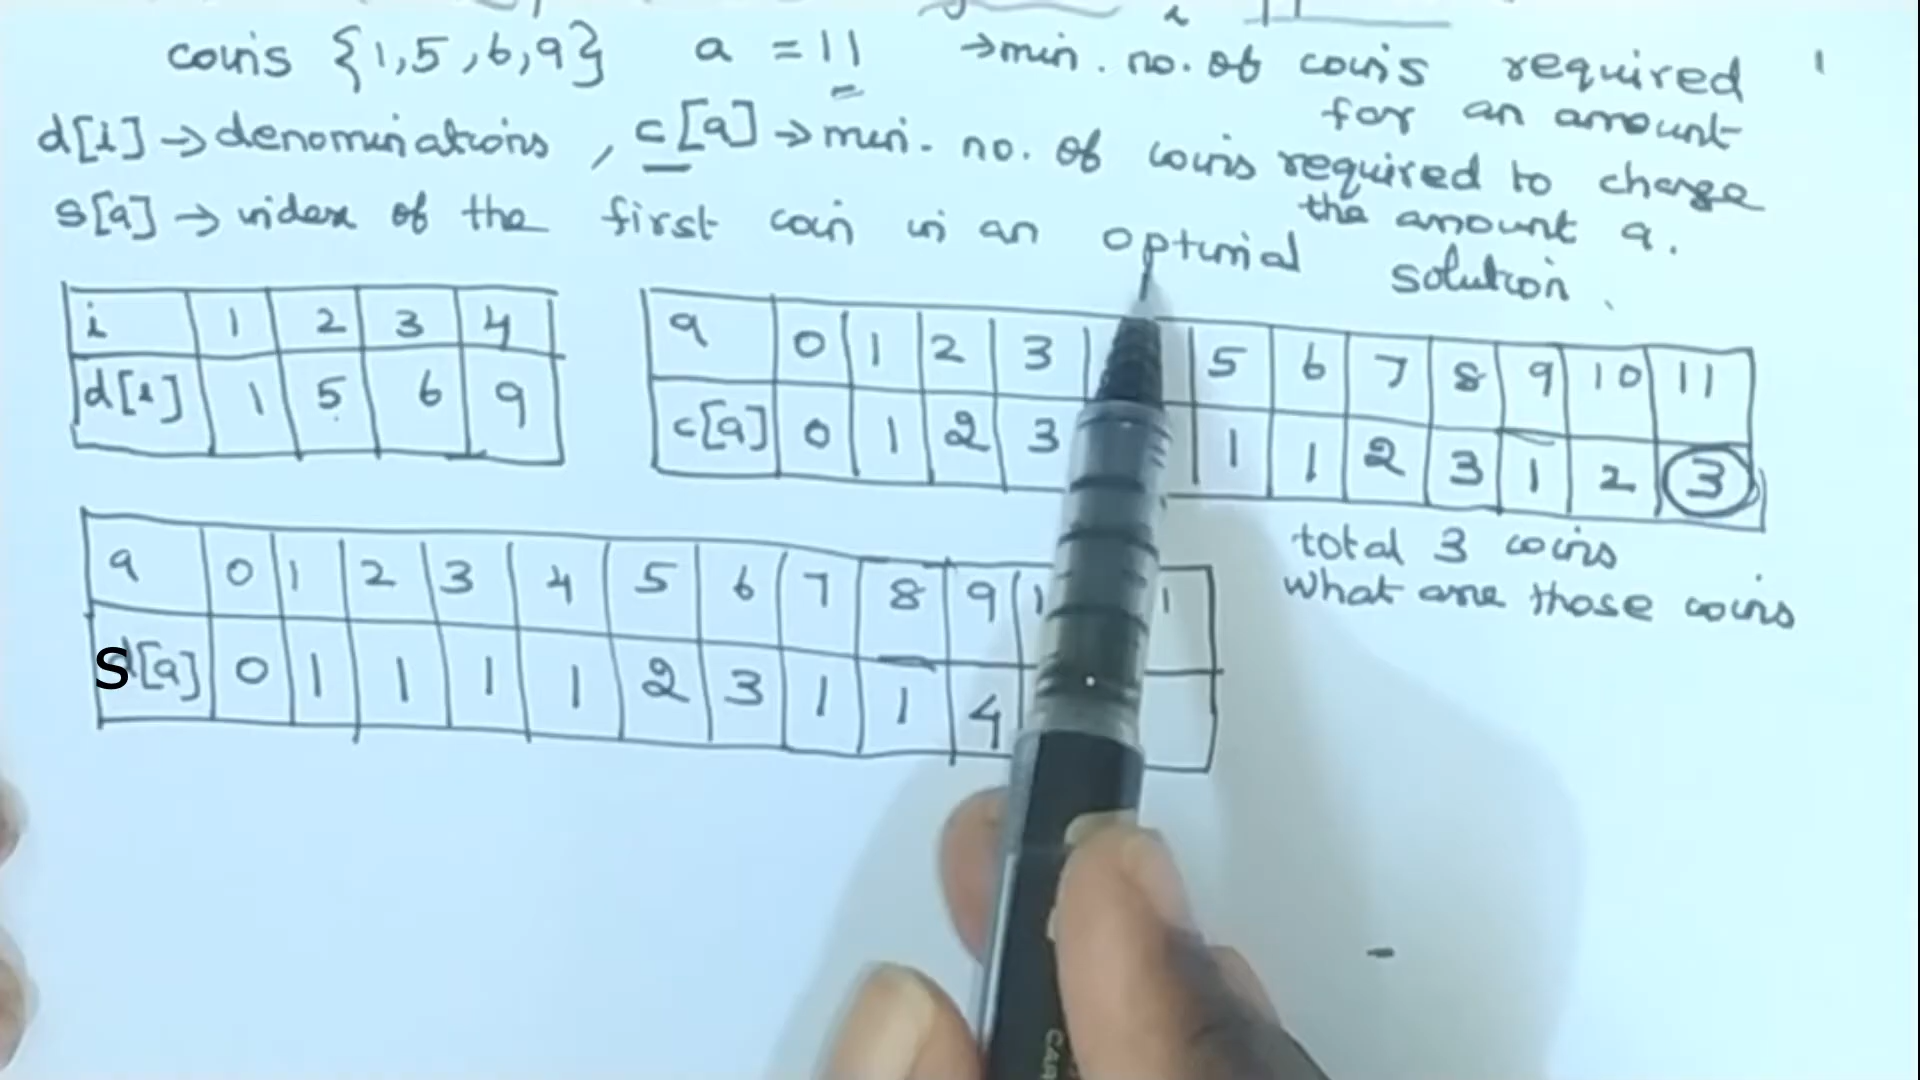 coins {1,5,6,9} a = 11 → min. no. of coins required 1
for an amount
d[i] → denominations, c[a] → min. no. of coins required to change
the amount a.
s[a] → index of the first coin in an optimal solution.
i 1 2 3 4
d[i] 1 5 6 9
a 0 1 2 3 5 6 7 8 9 10 11
c[a] 0 1 2 3 1 1 2 3 1 2 3
total 3 coins
what are those coins
a 0 1 2 3 4 5 6 7 8 9 1 1
s[a] 0 1 1 1 1 2 3 1 1 4
CAR